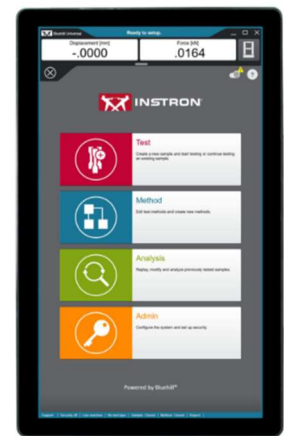 Bluehill Universal
Ready to setup.
Displacement [mm]
-.0000
Force [kN]
.0164
INSTRON
Test
Create a new sample and start testing or continue testing
an existing sample.
Method
Edit test methods and create new methods.
Analysis
Replay, modify and analyze previously tested samples.
Admin
Configure the system and set up security.
Powered by Bluehill®